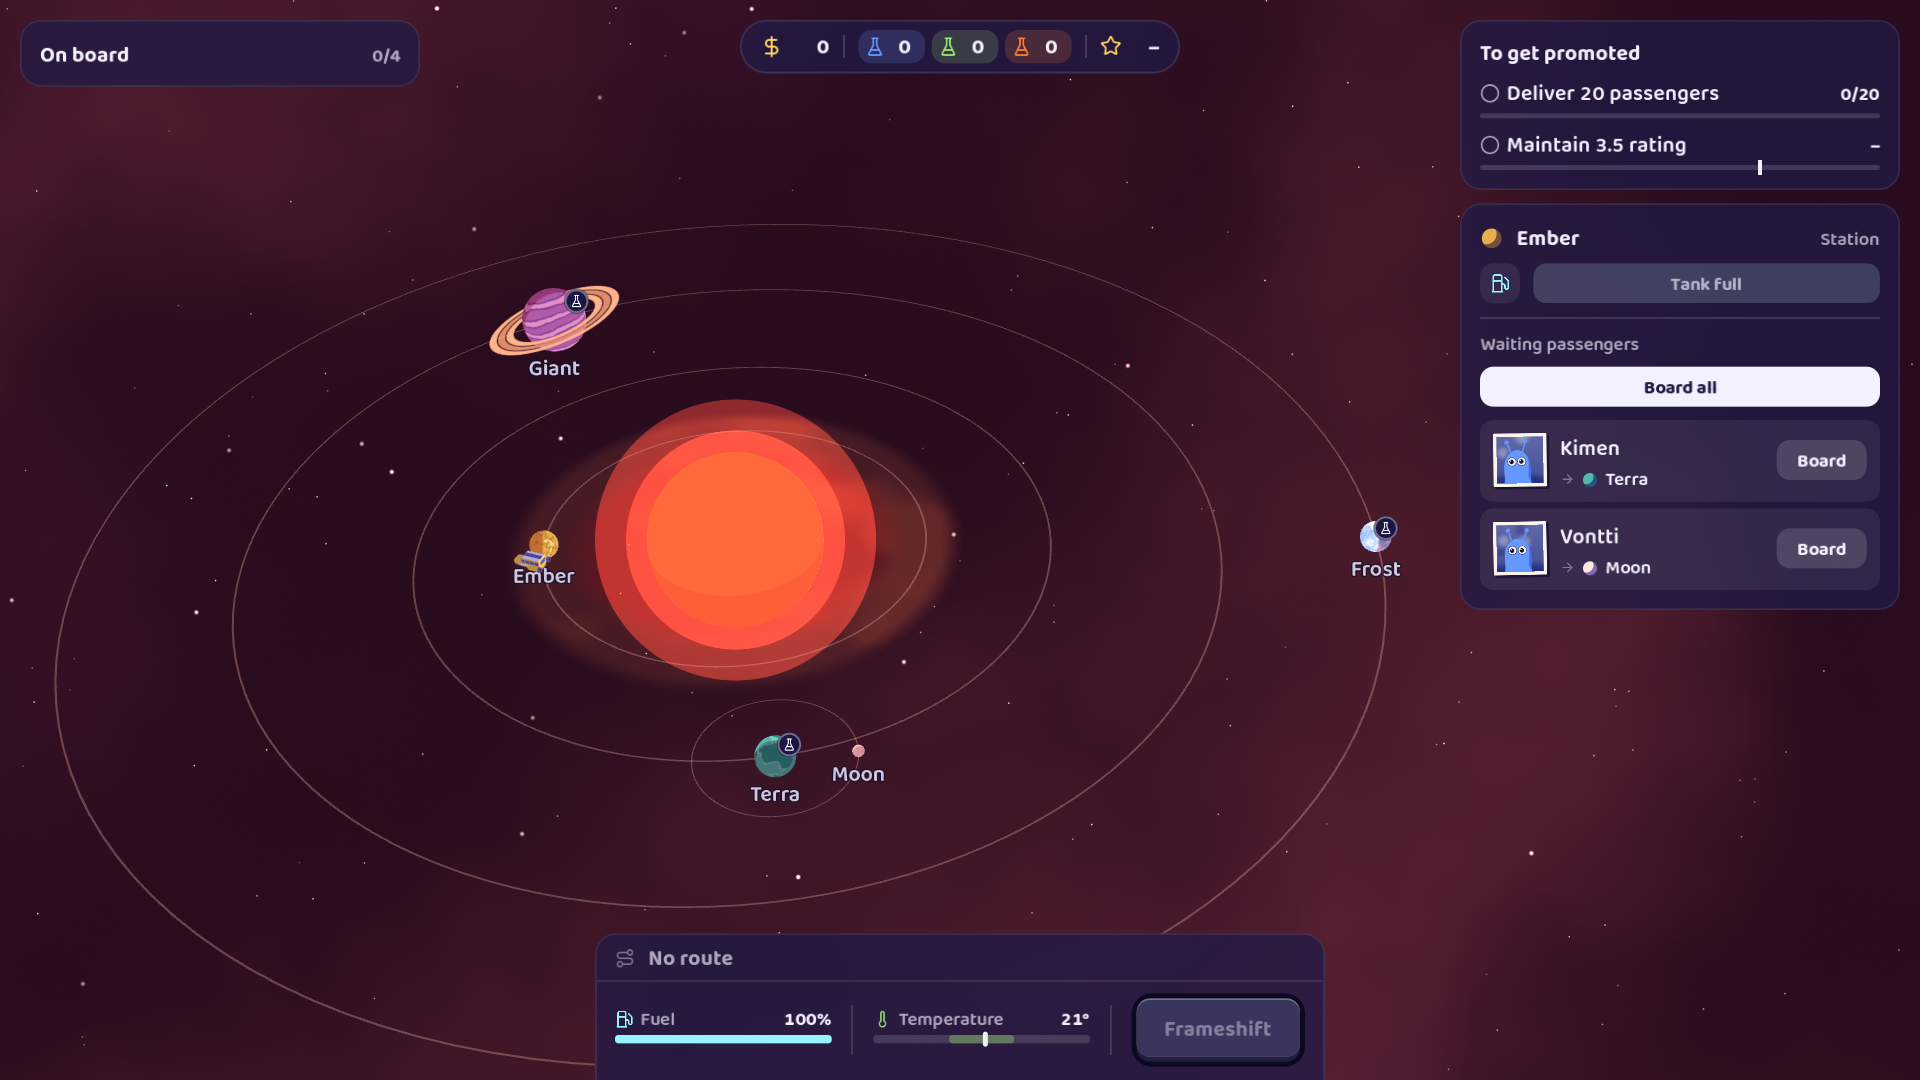 On board 0/4
0 0 0 0 –
To get promoted
Deliver 20 passengers 0/20
Maintain 3.5 rating –
Ember Station
Tank full
Waiting passengers
Board all
Kimen
→ Terra
Board
Vontti
→ Moon
Board
Giant
Ember
Frost
Moon
Terra
No route
Fuel 100%
Temperature 21°
Frameshift